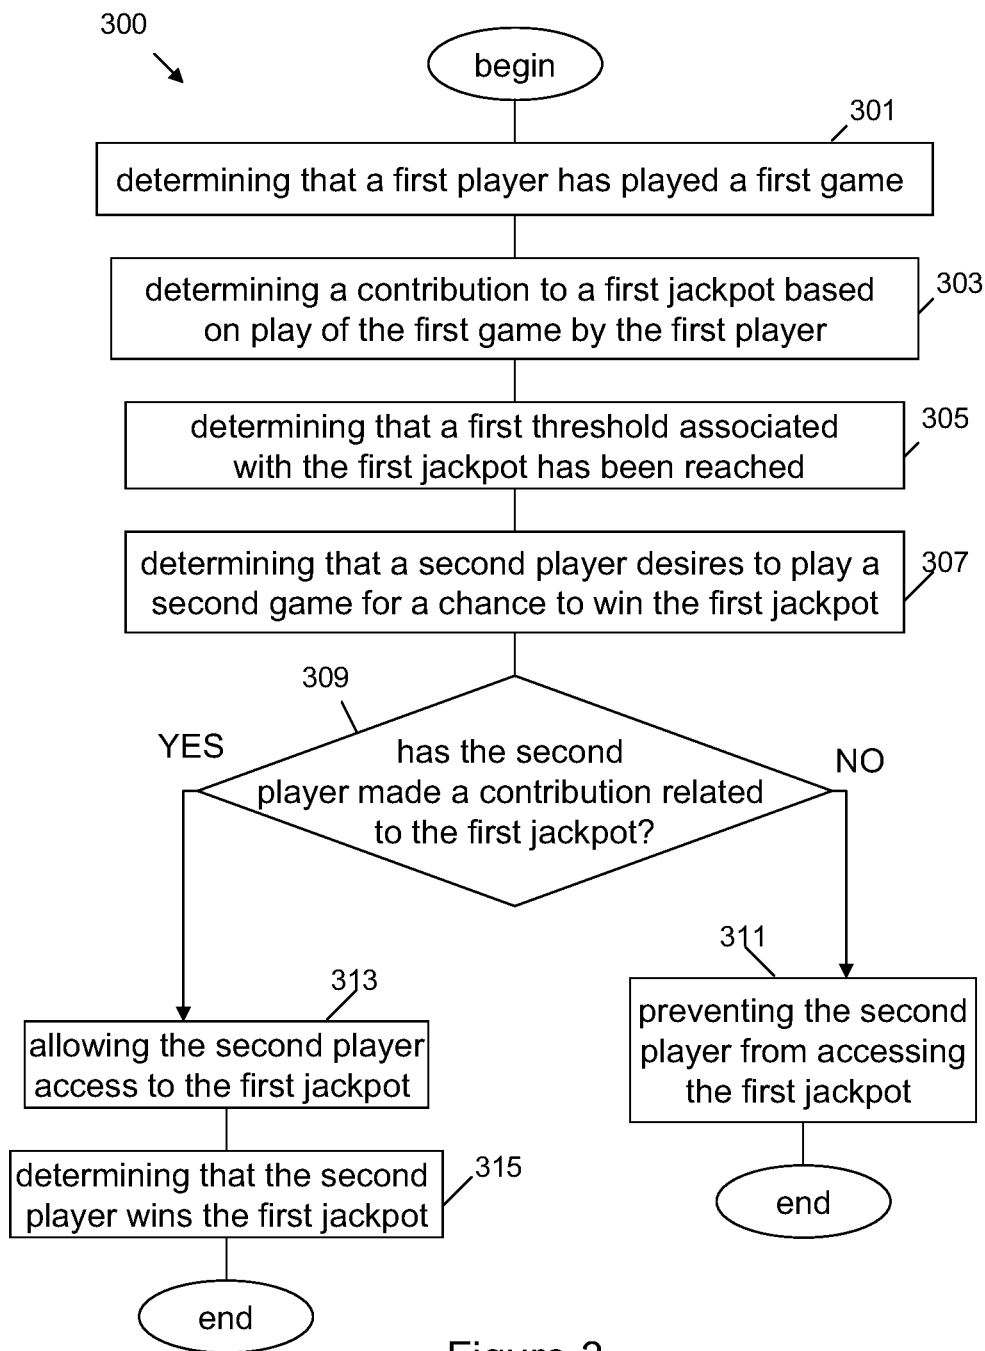 300
begin
301
determining that a first player has played a first game
303
determining a contribution to a first jackpot based
on play of the first game by the first player
305
determining that a first threshold associated
with the first jackpot has been reached
307
determining that a second player desires to play a
second game for a chance to win the first jackpot
309
YES
NO
has the second
player made a contribution related
to the first jackpot?
311
313
preventing the second
player from accessing
the first jackpot
allowing the second player
access to the first jackpot
315
determining that the second
player wins the first jackpot
end
end
Figure